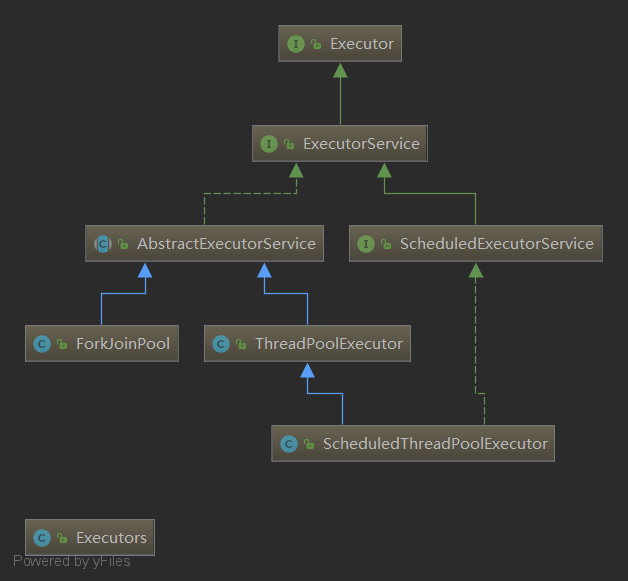 I Executor
I ExecutorService
C AbstractExecutorService
I ScheduledExecutorService
C ForkJoinPool
C ThreadPoolExecutor
C ScheduledThreadPoolExecutor
C Executors
Powered by yFiles